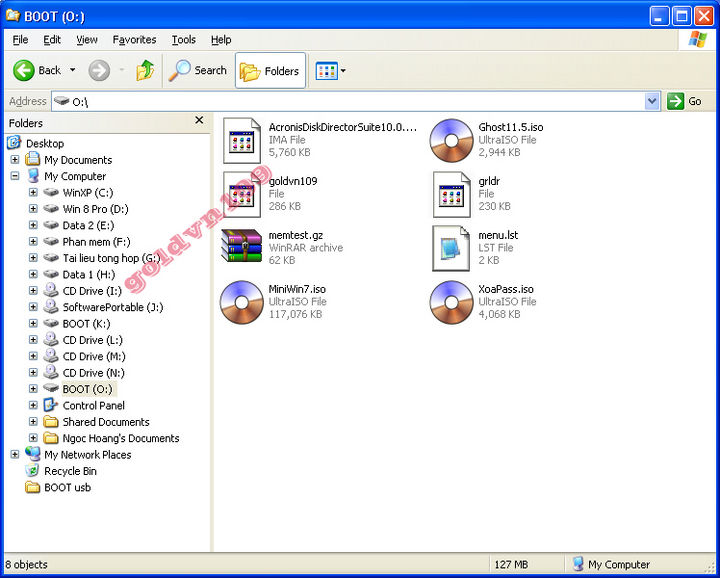 BOOT (O:)
File Edit View Favorites Tools Help
Back Search Folders
Address O:\ Go
Folders
Desktop
My Documents
My Computer
WinXP (C:)
Win 8 Pro (D:)
Data 2 (E:)
Phan mem (F:)
Tai lieu tong hop (G:)
Data 1 (H:)
CD Drive (I:)
SoftwarePortable (J:)
BOOT (K:)
CD Drive (L:)
CD Drive (M:)
CD Drive (N:)
BOOT (O:)
Control Panel
Shared Documents
Ngoc Hoang's Documents
My Network Places
Recycle Bin
BOOT usb
AcronisDiskDirectorSuite10.0....
IMA File
5,760 KB
Ghost11.5.iso
UltraISO File
2,944 KB
goldvn109
File
286 KB
grldr
File
230 KB
memtest.gz
WinRAR archive
62 KB
menu.lst
LST File
2 KB
MiniWin7.iso
UltraISO File
117,076 KB
XoaPass.iso
UltraISO File
4,068 KB
goldvn109
8 objects 127 MB My Computer